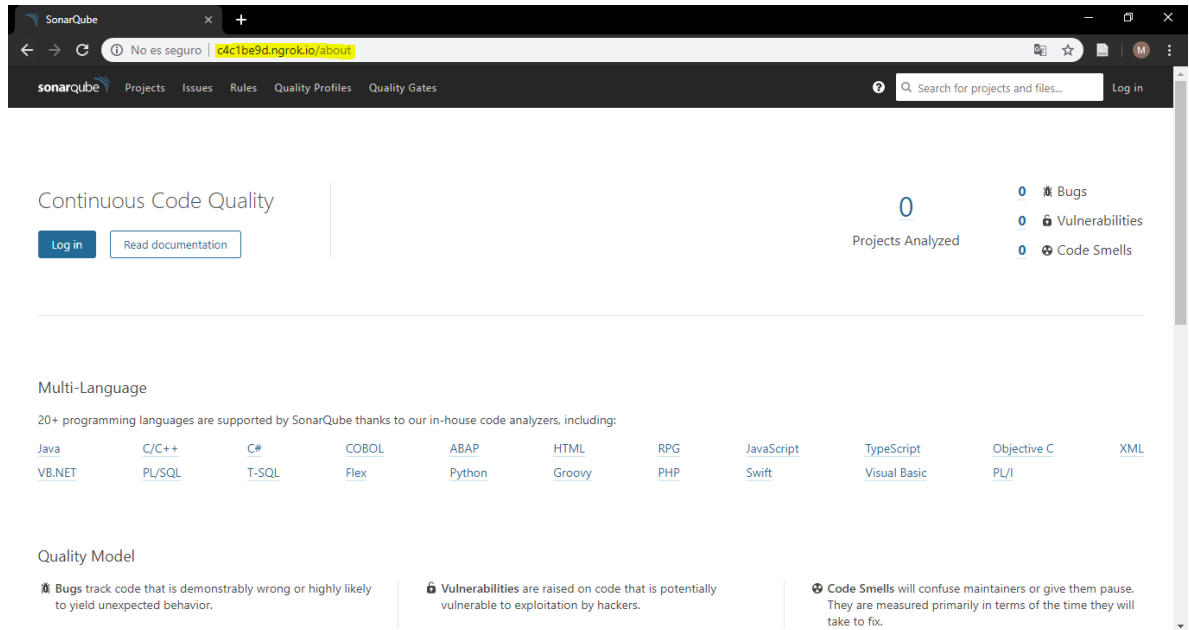 SonarQube
No es seguro
c4c1be9d.ngrok.io/about
M
sonarqube Projects Issues Rules Quality Profiles Quality Gates
? Search for projects and files... Log in
Continuous Code Quality
Log in Read documentation
0
Projects Analyzed
0 Bugs
0 Vulnerabilities
0 Code Smells
Multi-Language
20+ programming languages are supported by SonarQube thanks to our in-house code analyzers, including:
Java C/C++ C# COBOL ABAP HTML RPG JavaScript TypeScript Objective C XML
VB.NET PL/SQL T-SQL Flex Python Groovy PHP Swift Visual Basic PL/I
Quality Model
Bugs track code that is demonstrably wrong or highly likely
to yield unexpected behavior.
Vulnerabilities are raised on code that is potentially
vulnerable to exploitation by hackers.
Code Smells will confuse maintainers or give them pause.
They are measured primarily in terms of the time they will
take to fix.